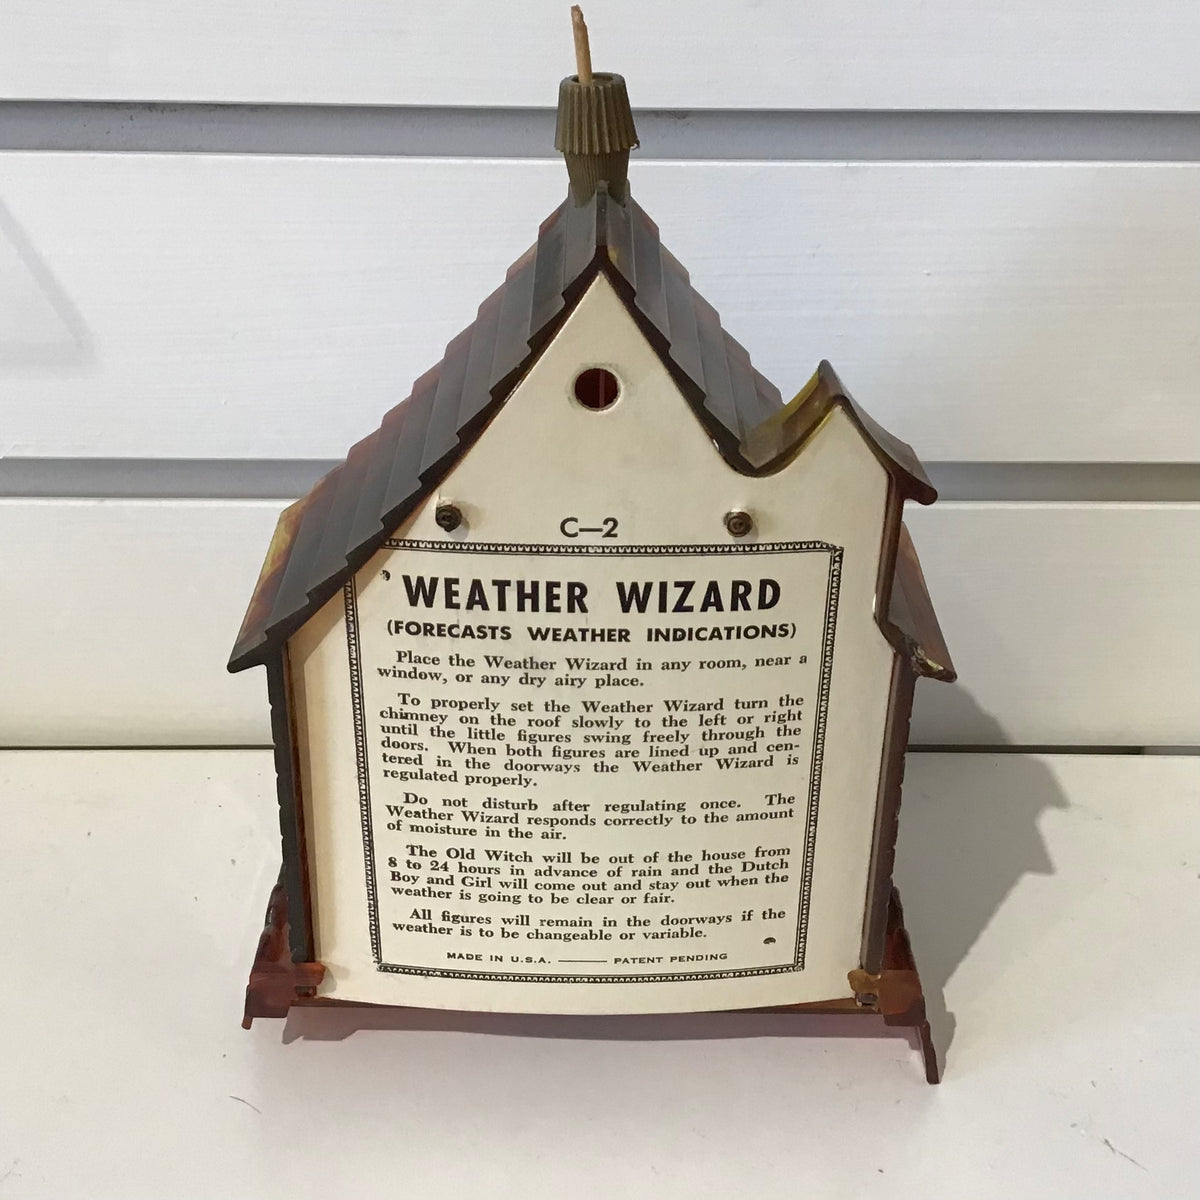 C—2
WEATHER WIZARD
(FORECASTS WEATHER INDICATIONS)
Place the Weather Wizard in any room, near a
window, or any dry airy place.
To properly set the Weather Wizard turn the
chimney on the roof slowly to the left or right
until the little figures swing freely through the
doors. When both figures are lined up and cen-
tered in the doorways the Weather Wizard is
regulated properly.
Do not disturb after regulating once. The
Weather Wizard responds correctly to the amount
of moisture in the air.
The Old Witch will be out of the house from
8 to 24 hours in advance of rain and the Dutch
Boy and Girl will come out and stay out when the
weather is going to be clear or fair.
All figures will remain in the doorways if the
weather is to be changeable or variable.
MADE IN U.S.A. —— PATENT PENDING